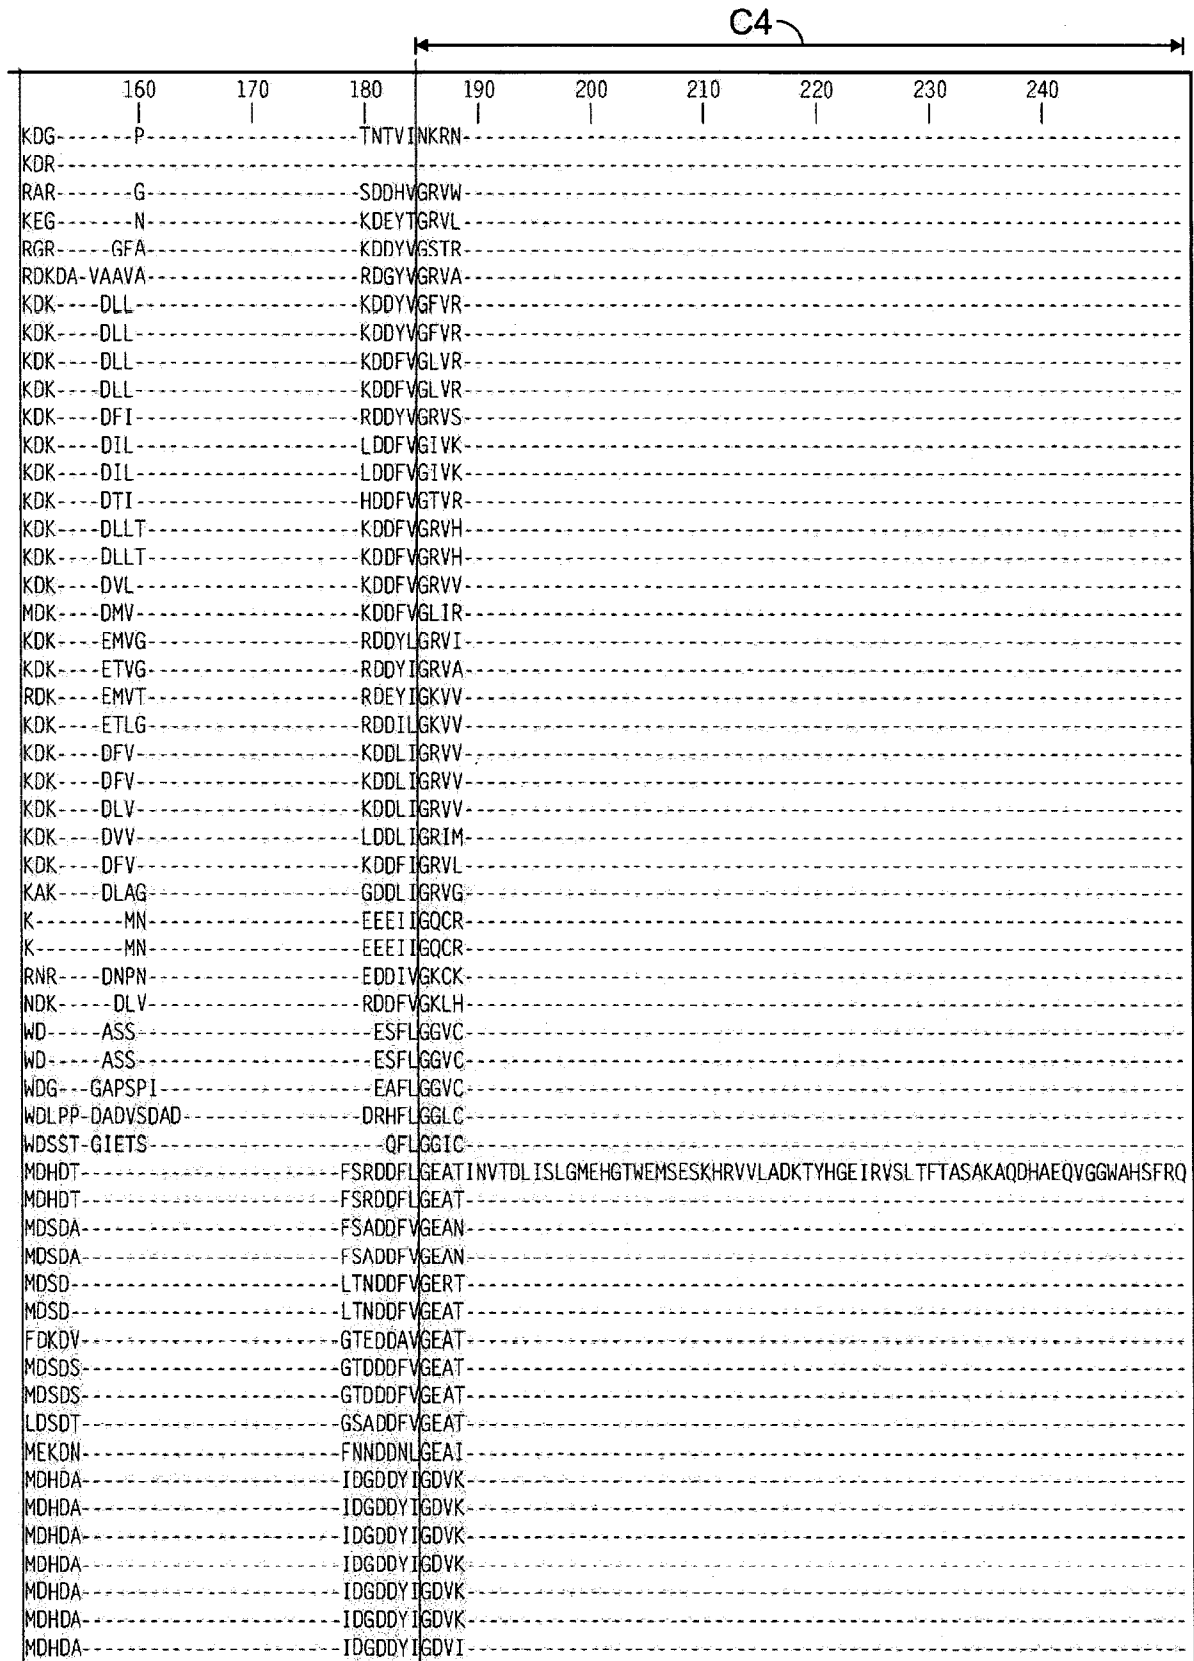 C4
160 170 180 190 200 210 220 230 240
KDG-------P-------------------TNTVINKRN
KDR
RAR-------G-------------------SDDHVGRVW
KEG-------N-------------------KDEYTGRVL
RGR-----GFA-------------------KDDYVGSTR
RDKDA-VAAVA-------------------RDGYVGRVA
KDK----DLL--------------------KDDYVGFVR
KDK----DLL--------------------KDDYVGFVR
KDK----DLL--------------------KDDFVGLVR
KDK----DLL--------------------KDDFVGLVR
KDK----DFI--------------------RDDYVGRVS
KDK----DIL--------------------LDDFVGIVK
KDK----DIL--------------------LDDFVGIVK
KDK----DTI--------------------HDDFVGTVR
KDK----DLLT-------------------KDDFVGRVH
KDK----DLLT-------------------KDDFVGRVH
KDK----DVL--------------------KDDFVGRVV
MDK----DMV--------------------KDDFVGLIR
KDK----EMVG-------------------RDDYLGRVI
KDK----ETVG-------------------RDDYIGRVA
RDK----EMVT-------------------RDEYIGKVV
KDK----ETLG-------------------RDDILGKVV
KDK----DFV--------------------KDDLIGRVV
KDK----DFV--------------------KDDLIGRVV
KDK----DLV--------------------KDDLIGRVV
KDK----DVV--------------------LDDLIGRIM
KDK----DFV--------------------KDDFIGRVL
KAK----DLAG-------------------GDDLIGRVG
K--------MN-------------------EEEIIGQCR
K--------MN-------------------EEEIIGQCR
RNR----DNPN-------------------EDDIVGKCK
NDK-----DLV-------------------RDDFVGKLH
WD-----ASS---------------------ESFLGGVC
WD-----ASS---------------------ESFLGGVC
WDG---GAPSPI-------------------EAFLGGVC
WDLPP-DADVSDAD----------------DRHFLGGLC
WDSST-GIETS---------------------QFLGGIC
MDHDT-----------------------FSRDDFLGEATINVTDLISLGMEHGTWEMSESKHRVVLADKTYHGEIRVSLTFTASAKAQDHAEQVGGWAHSFRQ
MDHDT-----------------------FSRDDFLGEAT
MDSDA-----------------------FSADDFVGEAN
MDSDA-----------------------FSADDFVGEAN
MDSD------------------------LTNDDFVGERT
MDSD------------------------LTNDDFVGEAT
FDKDV-----------------------GTEDDAVGEAT
MDSDS-----------------------GTDDDFVGEAT
MDSDS-----------------------GTDDDFVGEAT
LDSDT-----------------------GSADDFVGEAT
MEKDN-----------------------FNNDDNLGEAI
MDHDA-----------------------IDGDDYIGDVK
MDHDA-----------------------IDGDDYIGDVK
MDHDA-----------------------IDGDDYIGDVK
MDHDA-----------------------IDGDDYIGDVK
MDHDA-----------------------IDGDDYIGDVK
MDHDA-----------------------IDGDDYIGDVK
MDHDA-----------------------IDGDDYIGDVI